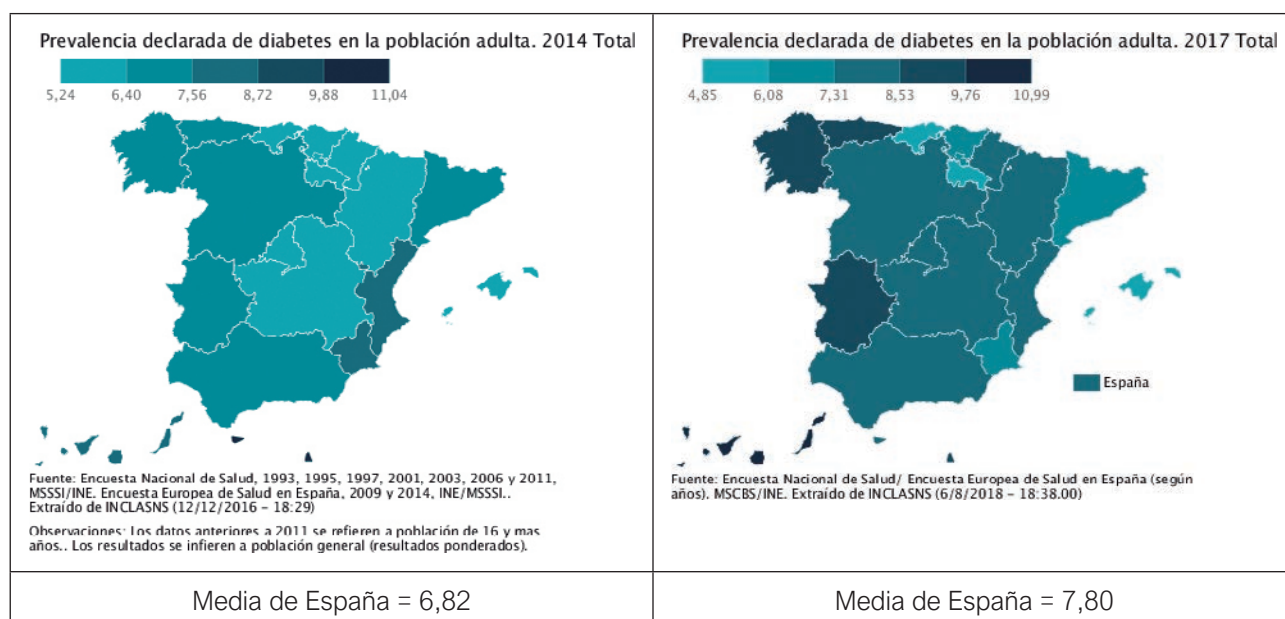 Prevalencia declarada de diabetes en la población adulta. 2014 Total
5,24 6,40 7,56 8,72 9,88 11,04
Fuente: Encuesta Nacional de Salud, 1993, 1995, 1997, 2001, 2003, 2006 y 2011,
MSSSI/INE. Encuesta Europea de Salud en España, 2009 y 2014, INE/MSSSI..
Extraído de INCLASNS (12/12/2016 – 18:29)
Observaciones: Los datos anteriores a 2011 se refieren a población de 16 y mas
años.. Los resultados se infieren a población general (resultados ponderados).
Media de España = 6,82
Prevalencia declarada de diabetes en la población adulta. 2017 Total
4,85 6,08 7,31 8,53 9,76 10,99
España
Fuente: Encuesta Nacional de Salud/ Encuesta Europea de Salud en España (según
años). MSCBS/INE. Extraído de INCLASNS (6/8/2018 – 18:38.00)
Media de España = 7,80